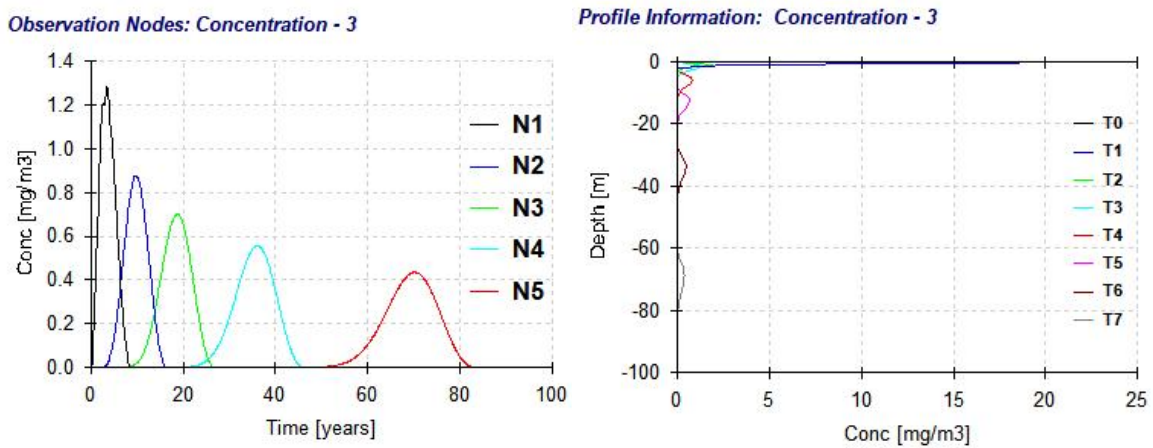 Observation Nodes: Concentration - 3
1.4
1.2
1.0
0.8
0.6
0.4
0.2
0.0
Conc [mg/m3]
0
20
40
60
80
100
Time [years]
N1
N2
N3
N4
N5
Profile Information: Concentration - 3
0
-20
-40
-60
-80
-100
Depth [m]
0
5
10
15
20
25
Conc [mg/m3]
T0
T1
T2
T3
T4
T5
T6
T7